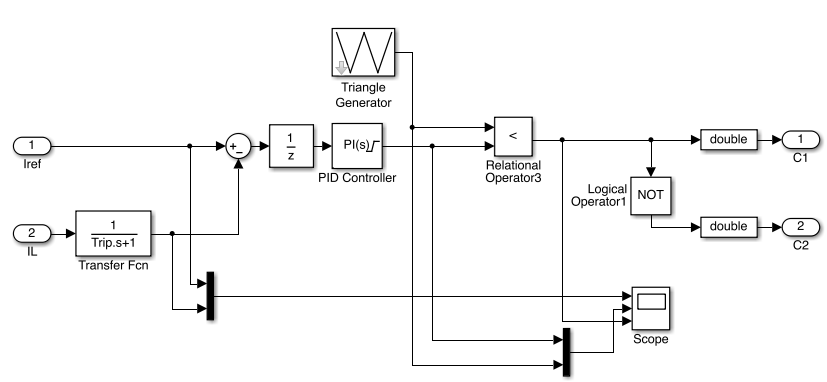 Triangle
Generator
1
Iref
+
−
1
z
PI(s)
PID Controller
<
Relational
Operator3
double
1
C1
Logical
Operator1
NOT
double
2
C2
2
IL
1
Trip.s+1
Transfer Fcn
Scope